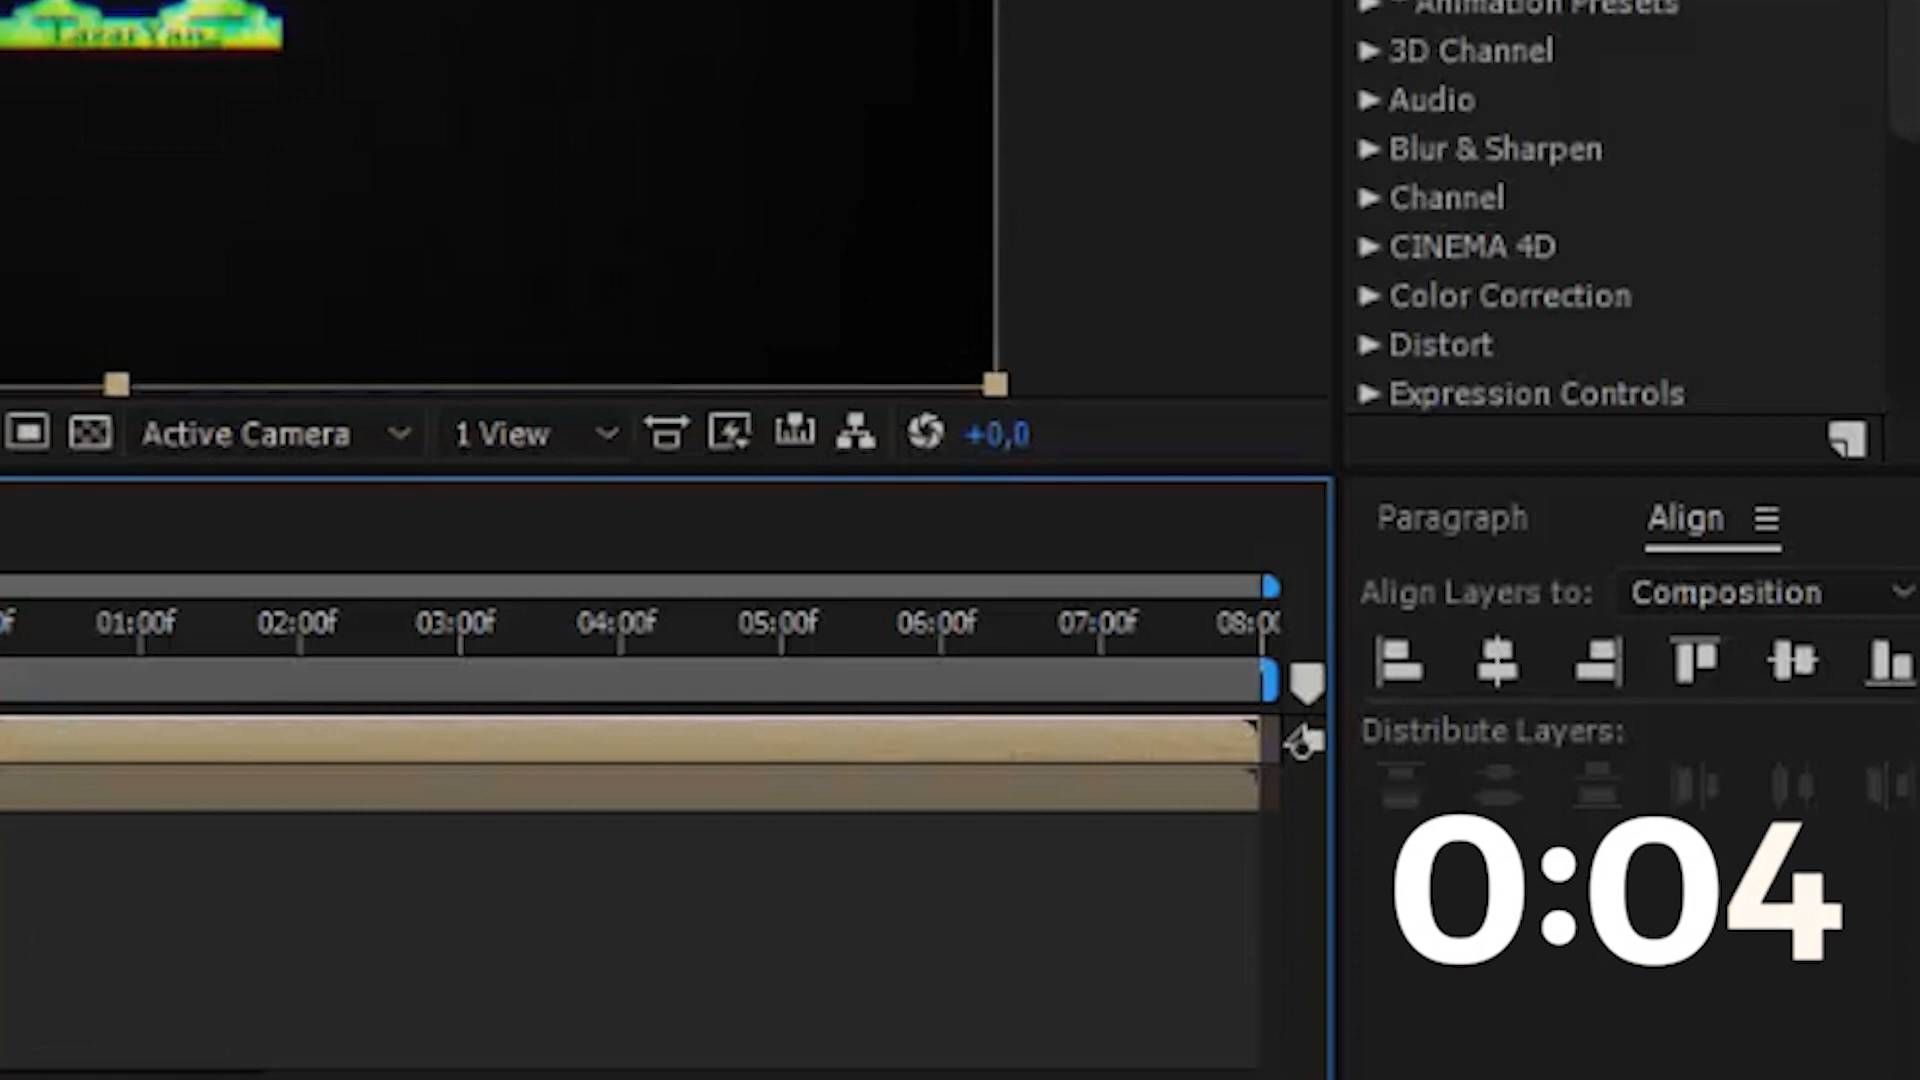 Animation Presets
3D Channel
Audio
Blur & Sharpen
Channel
CINEMA 4D
Color Correction
Distort
Expression Controls
Active Camera
1 View
+0,0
Paragraph
Align
Align Layers to:
Composition
01:00f
02:00f
03:00f
04:00f
05:00f
06:00f
07:00f
08:0
Distribute Layers:
0:04